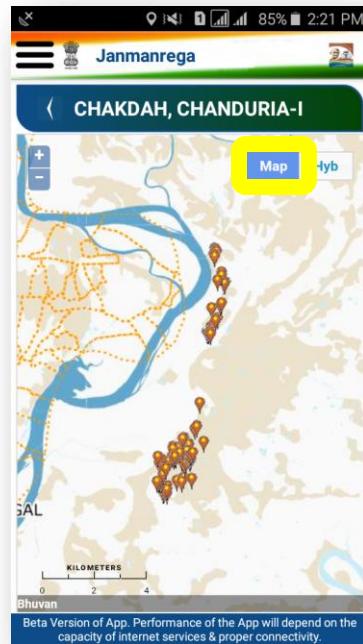 85% 2:21 PM
Janmanrega
CHAKDAH, CHANDURIA-I
+
Map
Hyb
−
GAL
KILOMETERS
0 2 4
Bhuvan
Beta Version of App. Performance of the App will depend on the
capacity of internet services & proper connectivity.